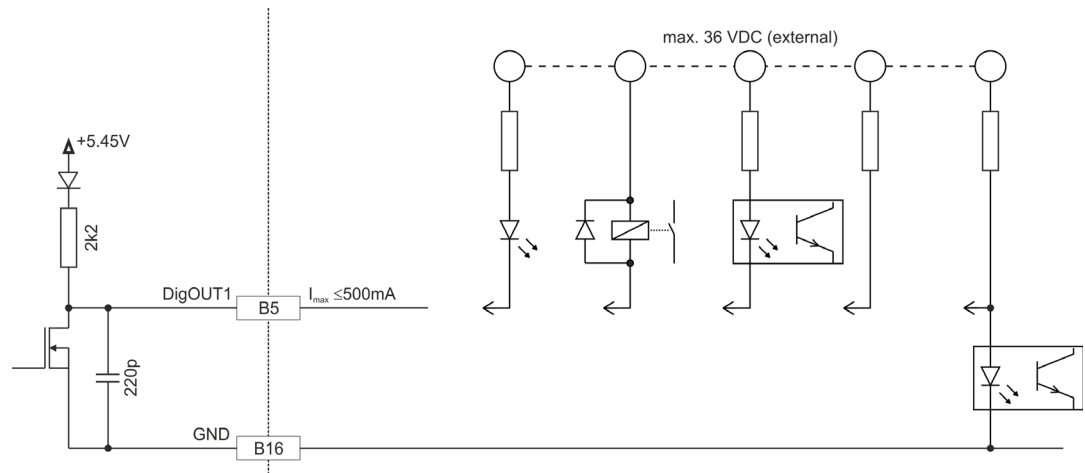 max. 36 VDC (external)
+5.45V
2k2
DigOUT1
B5
Imax ≤500mA
220p
GND
B16